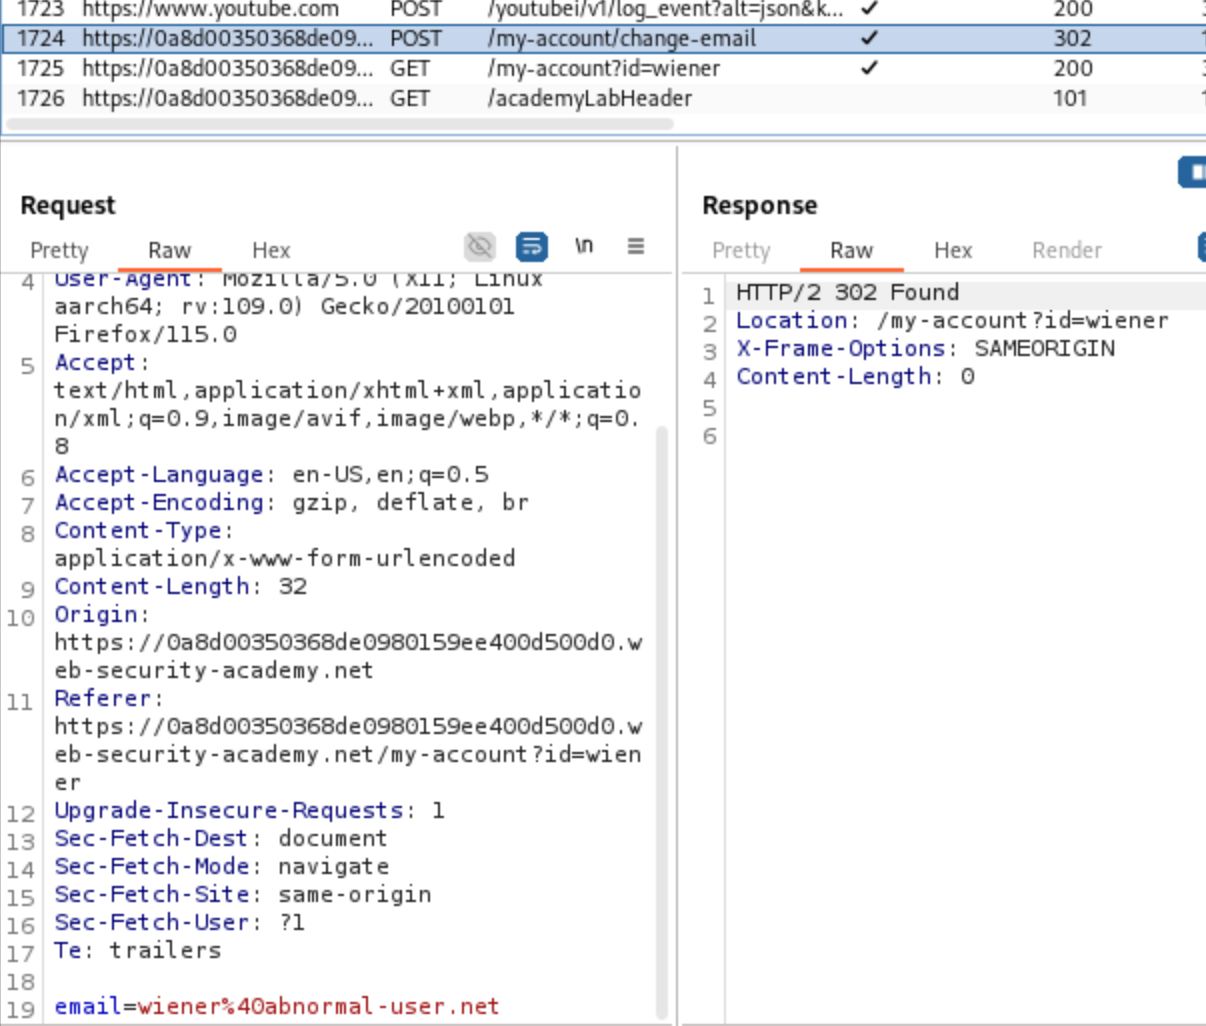 1723 https://www.youtube.com POST /youtubei/v1/log_event?alt=json&k... ✓ 200
1724 https://0a8d00350368de09... POST /my-account/change-email ✓ 302
1725 https://0a8d00350368de09... GET /my-account?id=wiener ✓ 200
1726 https://0a8d00350368de09... GET /academyLabHeader 101
Request
Pretty Raw Hex \n
4 User-Agent: Mozilla/5.0 (X11; Linux
aarch64; rv:109.0) Gecko/20100101
Firefox/115.0
5 Accept:
text/html,application/xhtml+xml,applicatio
n/xml;q=0.9,image/avif,image/webp,*/*;q=0.
8
6 Accept-Language: en-US,en;q=0.5
7 Accept-Encoding: gzip, deflate, br
8 Content-Type:
application/x-www-form-urlencoded
9 Content-Length: 32
10 Origin:
https://0a8d00350368de0980159ee400d500d0.w
eb-security-academy.net
11 Referer:
https://0a8d00350368de0980159ee400d500d0.w
eb-security-academy.net/my-account?id=wien
er
12 Upgrade-Insecure-Requests: 1
13 Sec-Fetch-Dest: document
14 Sec-Fetch-Mode: navigate
15 Sec-Fetch-Site: same-origin
16 Sec-Fetch-User: ?1
17 Te: trailers
18
19 email=wiener%40abnormal-user.net
Response
Pretty Raw Hex Render
1 HTTP/2 302 Found
2 Location: /my-account?id=wiener
3 X-Frame-Options: SAMEORIGIN
4 Content-Length: 0
5
6